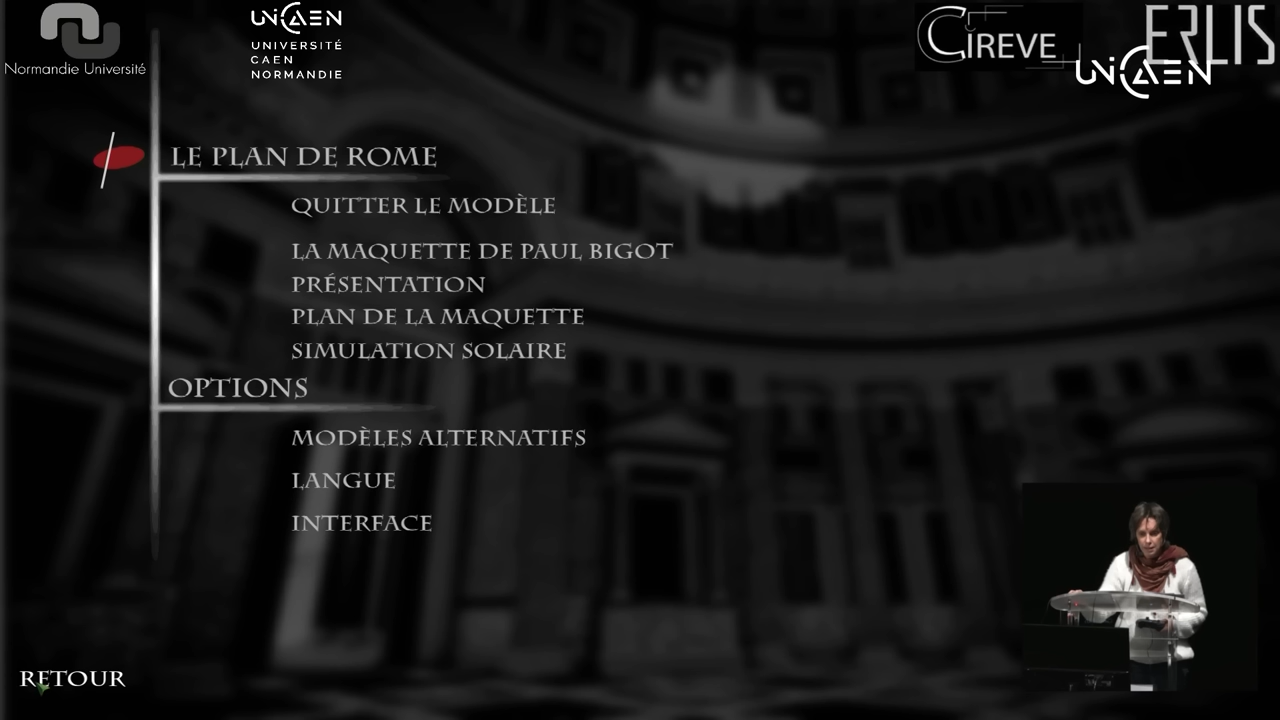 Normandie Université
UNICAEN
UNIVERSITÉ
CAEN
NORMANDIE
CIREVE
ERLIS
UNICAEN
LE PLAN DE ROME
QUITTER LE MODÈLE
LA MAQUETTE DE PAUL BIGOT
PRÉSENTATION
PLAN DE LA MAQUETTE
SIMULATION SOLAIRE
OPTIONS
MODÈLES ALTERNATIFS
LANGUE
INTERFACE
RETOUR